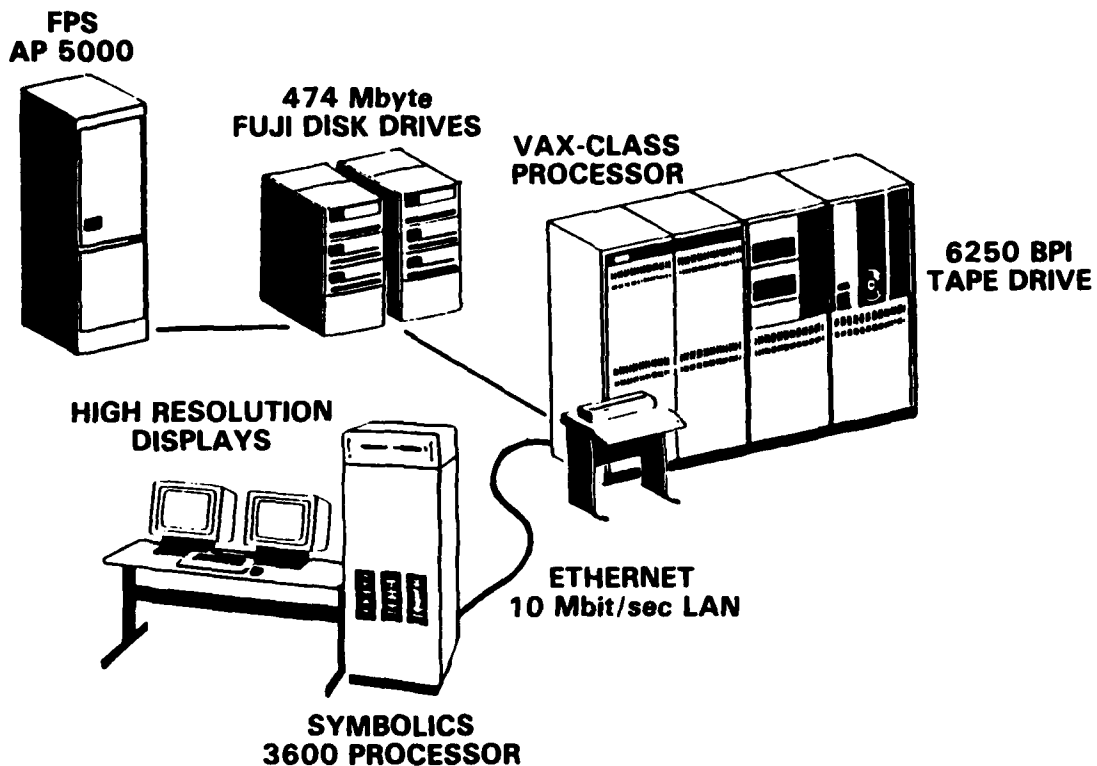 FPS
AP 5000
474 Mbyte
FUJI DISK DRIVES
VAX-CLASS
PROCESSOR
6250 BPI
TAPE DRIVE
HIGH RESOLUTION
DISPLAYS
ETHERNET
10 Mbit/sec LAN
SYMBOLICS
3600 PROCESSOR